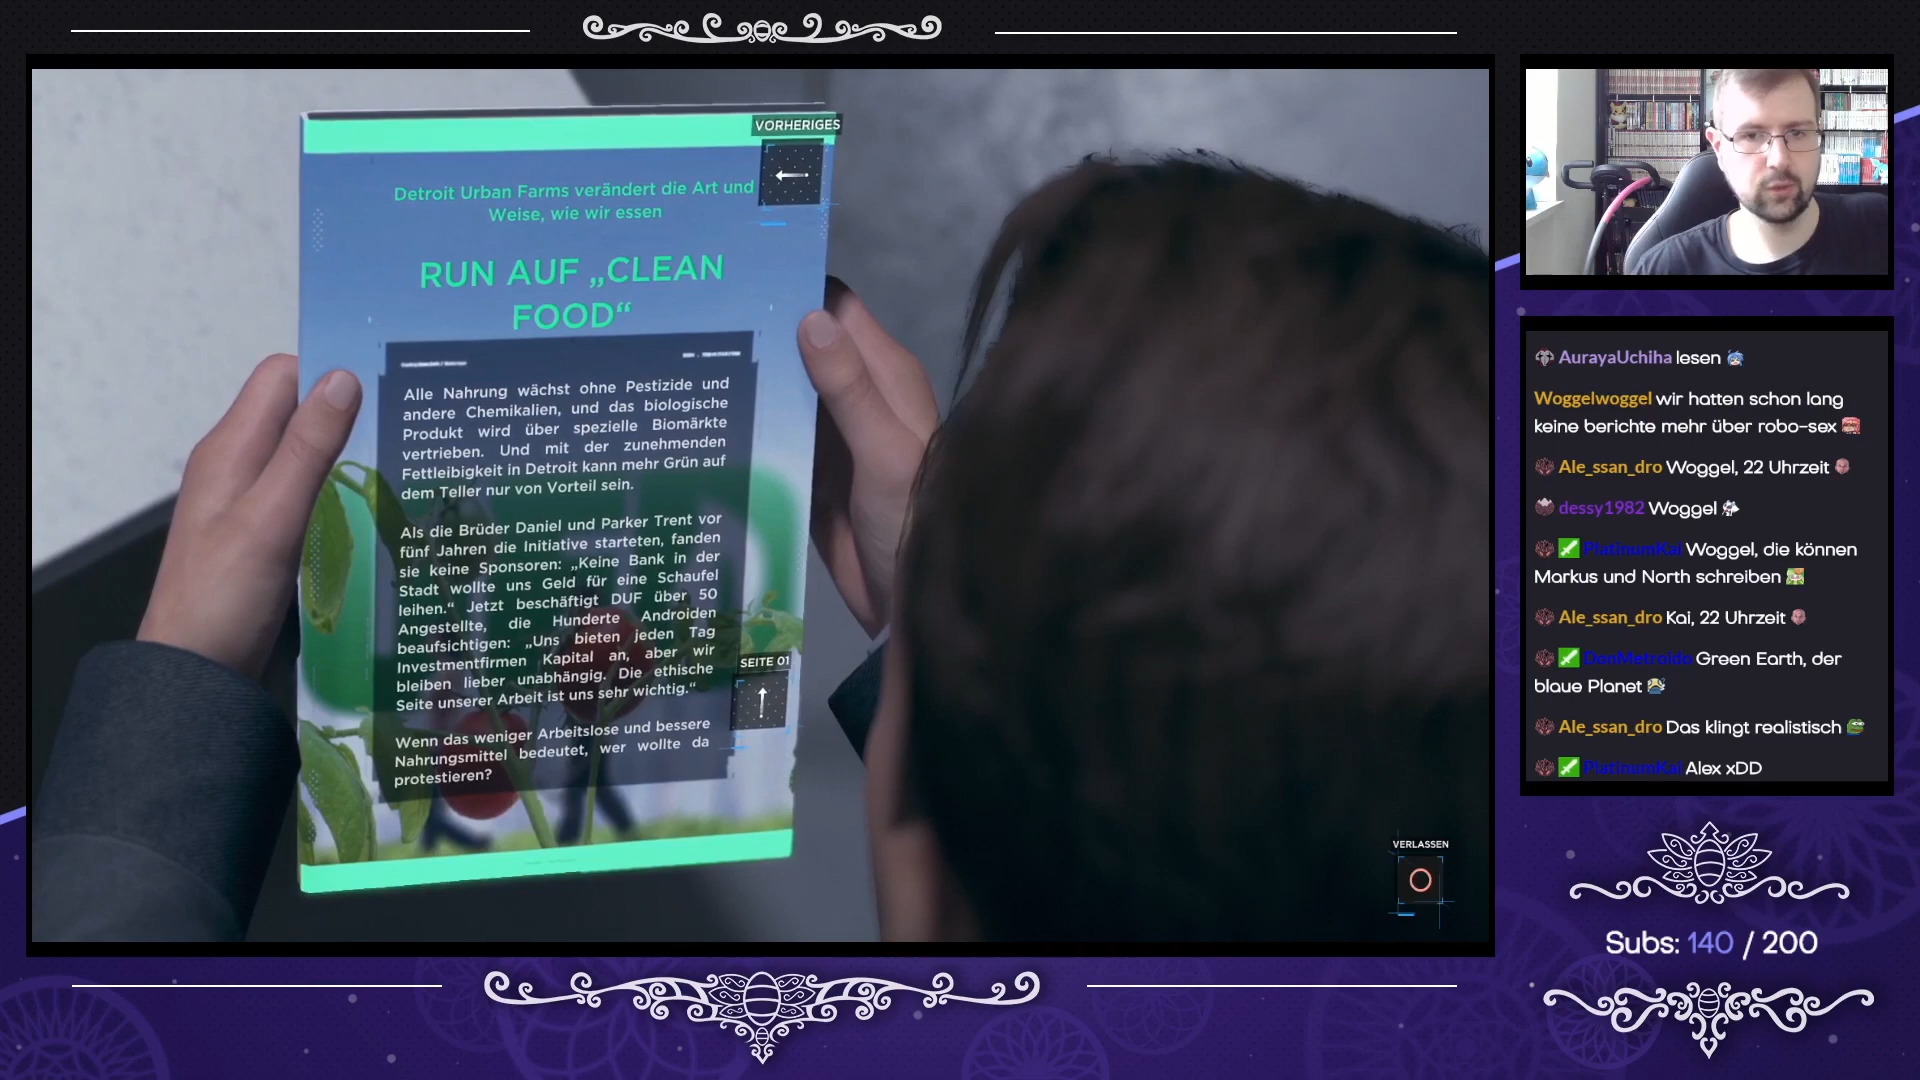 VORHERIGES
Detroit Urban Farms verändert die Art und
Weise, wie wir essen
RUN AUF „CLEAN
FOOD“
Alle Nahrung wächst ohne Pestizide und
andere Chemikalien, und das biologische
Produkt wird über spezielle Biomärkte
vertrieben. Und mit der zunehmenden
Fettleibigkeit in Detroit kann mehr Grün auf
dem Teller nur von Vorteil sein.
Als die Brüder Daniel und Parker Trent vor
fünf Jahren die Initiative starteten, fanden
sie keine Sponsoren: „Keine Bank in der
Stadt wollte uns Geld für eine Schaufel
leihen.“ Jetzt beschäftigt DUF über 50
Angestellte, die Hunderte Androiden
beaufsichtigen: „Uns bieten jeden Tag
Investmentfirmen Kapital an, aber wir
bleiben lieber unabhängig. Die ethische
Seite unserer Arbeit ist uns sehr wichtig.“
Wenn das weniger Arbeitslose und bessere
Nahrungsmittel bedeutet, wer wollte da
protestieren?
SEITE 01
VERLASSEN
AurayaUchiha lesen
Woggelwoggel wir hatten schon lang
keine berichte mehr über robo-sex
Ale_ssan_dro Woggel, 22 Uhrzeit
dessy1982 Woggel
PlatinumKai Woggel, die können
Markus und North schreiben
Ale_ssan_dro Kai, 22 Uhrzeit
DonMetroido Green Earth, der
blaue Planet
Ale_ssan_dro Das klingt realistisch
PlatinumKai Alex xDD
Subs: 140 / 200